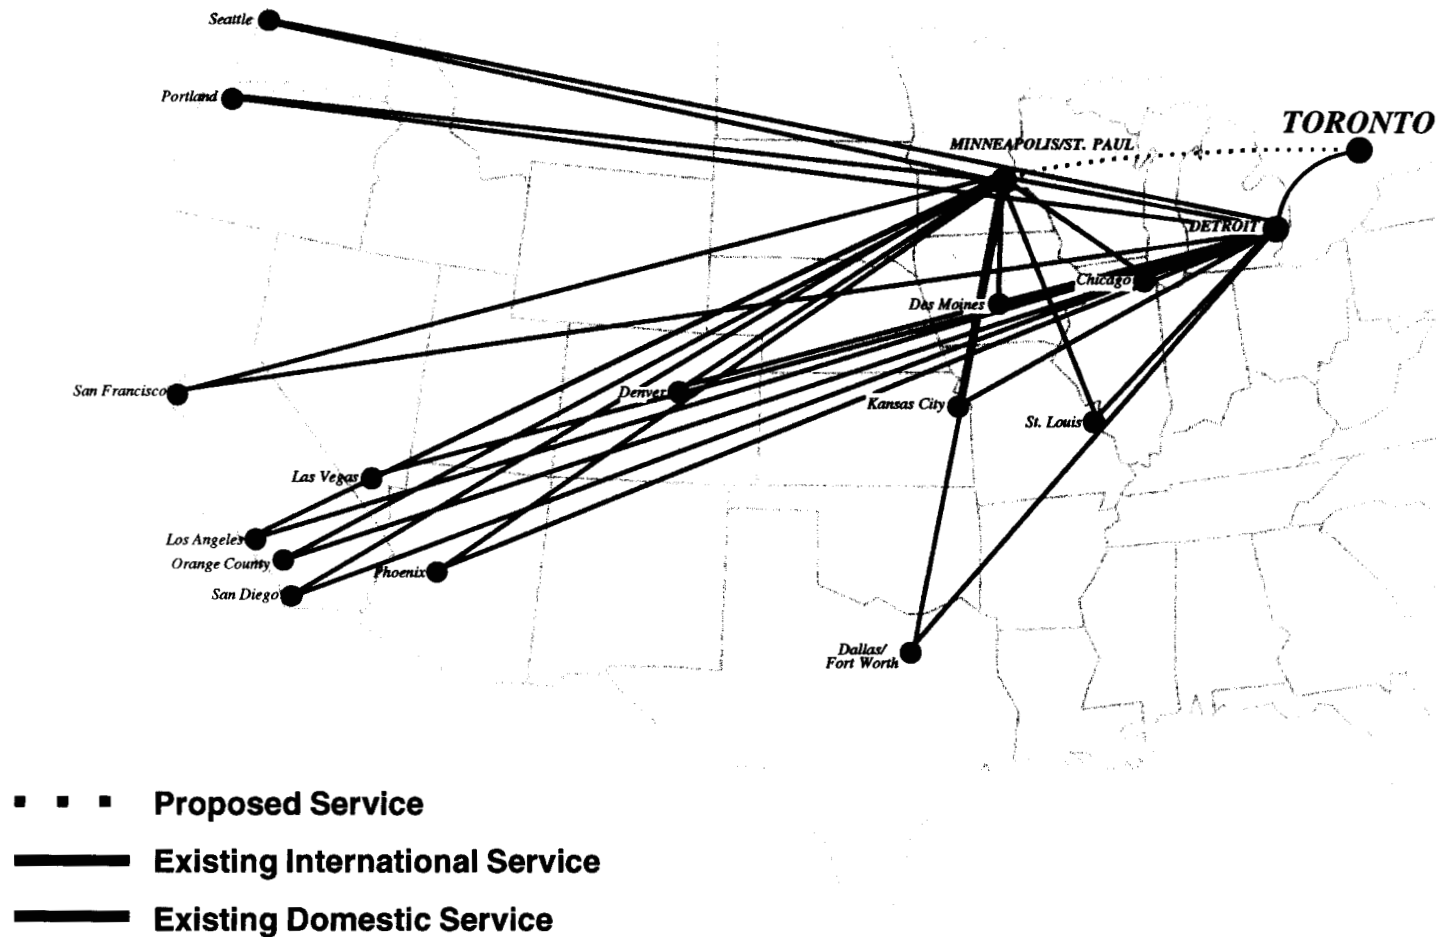 Seattle
Portland
TORONTO
MINNEAPOLIS/ST. PAUL
DETROIT
Chicago
Des Moines
San Francisco
Denver
Kansas City
St. Louis
Las Vegas
Los Angeles
Orange County
Phoenix
San Diego
Dallas/
Fort Worth
Proposed Service
Existing International Service
Existing Domestic Service